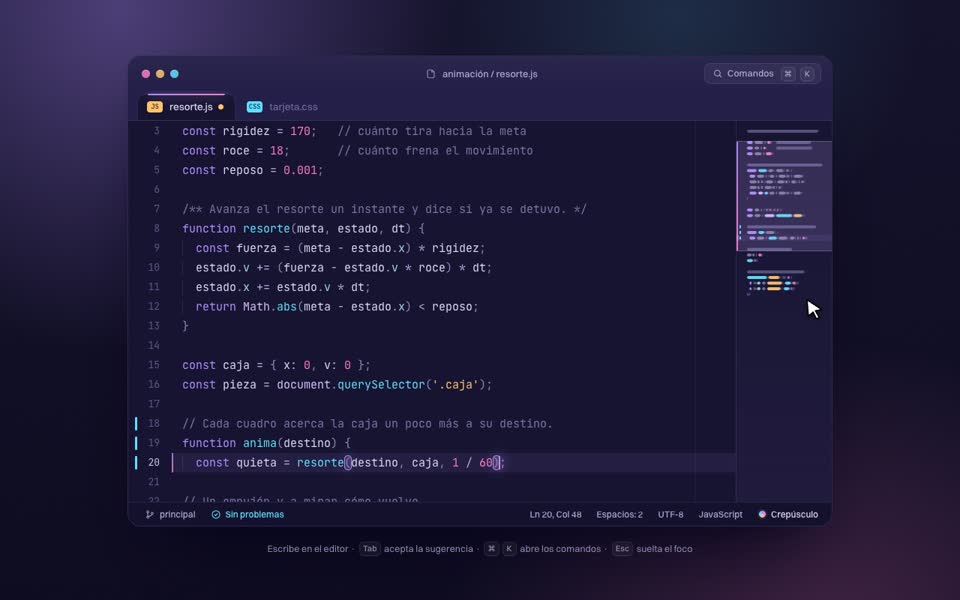 animación / resorte.js
Comandos ⌘ K
JS resorte.js
CSS tarjeta.css
3 const rigidez = 170; // cuánto tira hacia la meta
4 const roce = 18; // cuánto frena el movimiento
5 const reposo = 0.001;
6
7 /** Avanza el resorte un instante y dice si ya se detuvo. */
8 function resorte(meta, estado, dt) {
9 const fuerza = (meta - estado.x) * rigidez;
10 estado.v += (fuerza - estado.v * roce) * dt;
11 estado.x += estado.v * dt;
12 return Math.abs(meta - estado.x) < reposo;
13 }
14
15 const caja = { x: 0, v: 0 };
16 const pieza = document.querySelector('.caja');
17
18 // Cada cuadro acerca la caja un poco más a su destino.
19 function anima(destino) {
20 const quieta = resorte(destino, caja, 1 / 60);
21
22 // Un empujón y a mirar cómo vuelve
principal
Sin problemas
Ln 20, Col 48
Espacios: 2
UTF-8
JavaScript
Crepúsculo
Escribe en el editor · Tab acepta la sugerencia · ⌘ K abre los comandos · Esc suelta el foco